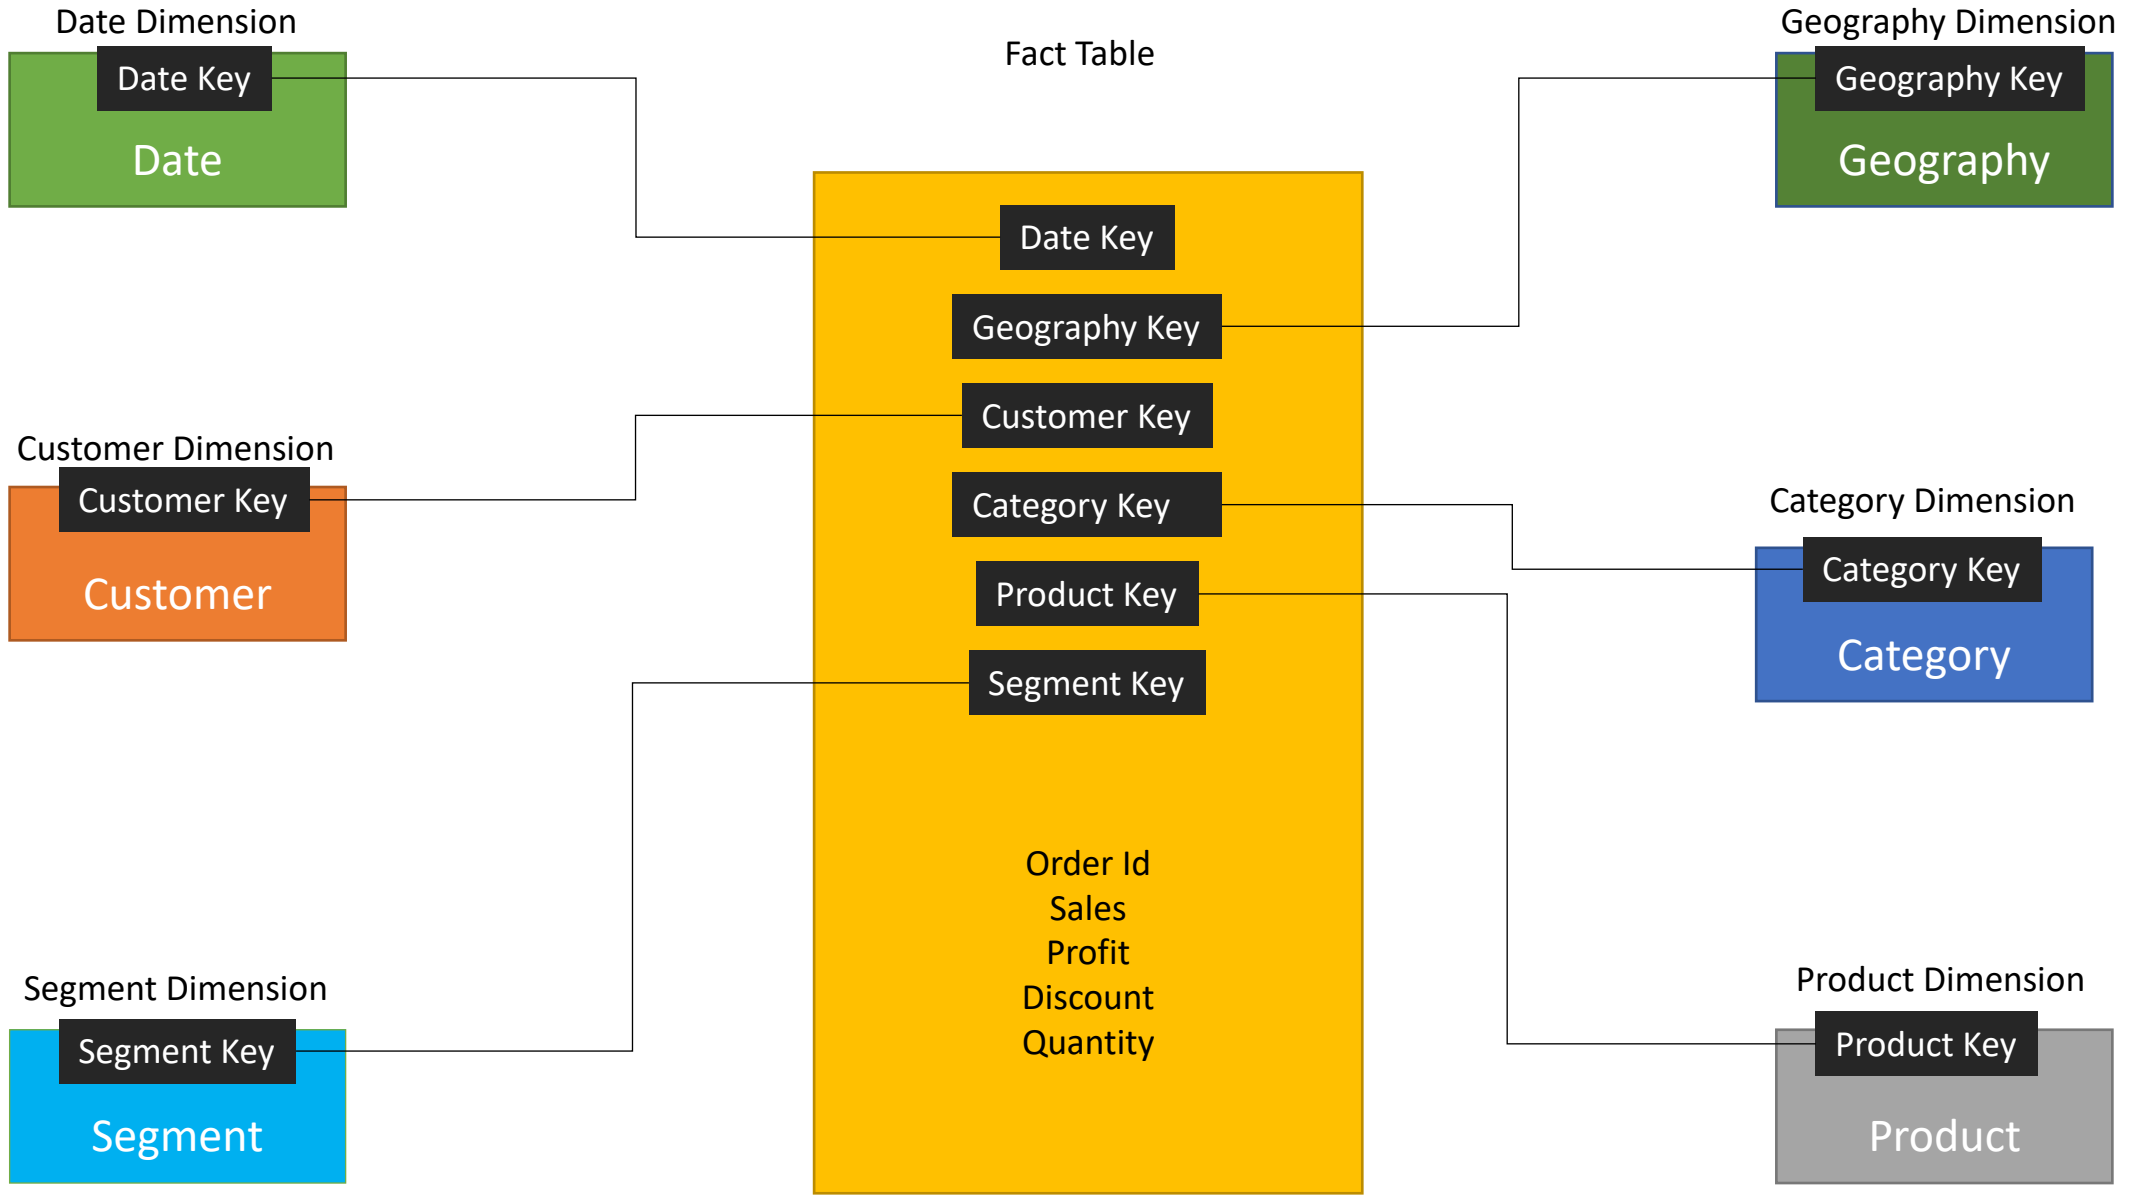 Date Dimension
Date Key
Date
Customer Dimension
Customer Key
Customer
Segment Dimension
Segment Key
Segment
Fact Table
Date Key
Geography Key
Customer Key
Category Key
Product Key
Segment Key
Order Id
Sales
Profit
Discount
Quantity
Geography Dimension
Geography Key
Geography
Category Dimension
Category Key
Category
Product Dimension
Product Key
Product